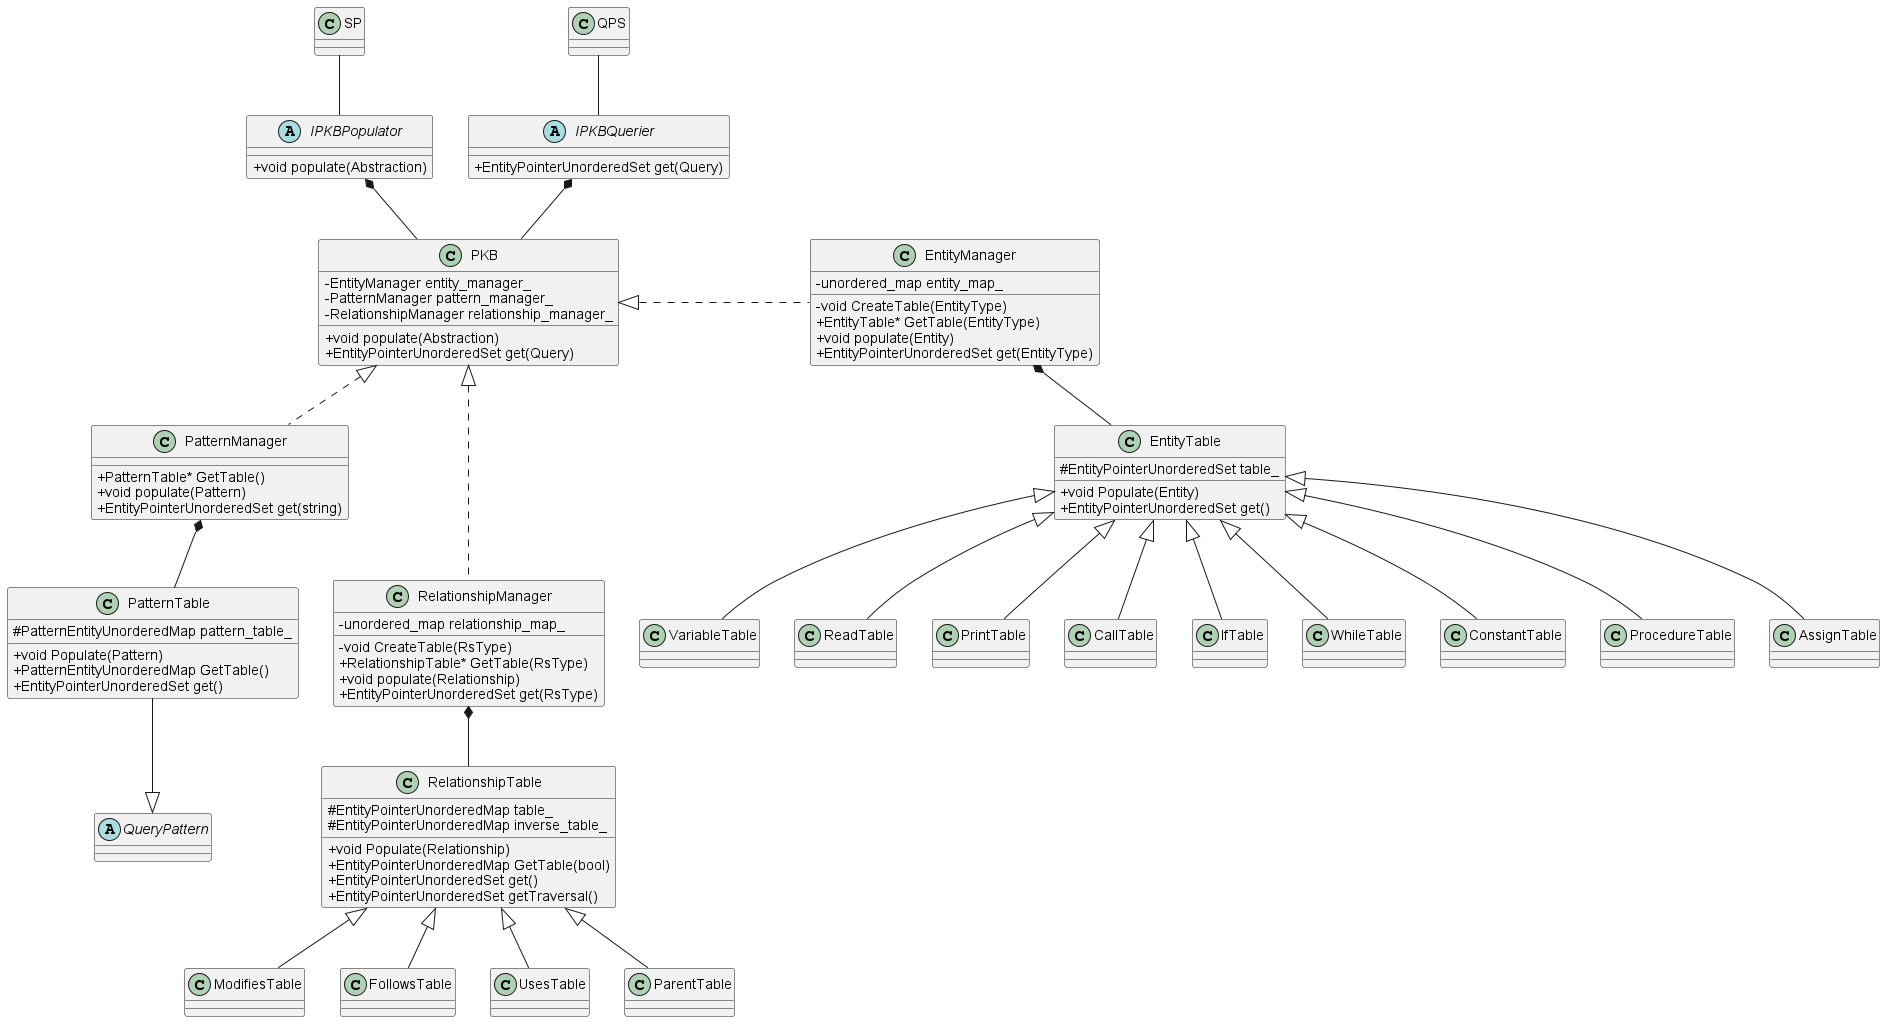 C SP
C QPS
A IPKBPopulator
+void populate(Abstraction)
A IPKBQuerier
+EntityPointerUnorderedSet get(Query)
C PKB
-EntityManager entity_manager_
-PatternManager pattern_manager_
-RelationshipManager relationship_manager_
+void populate(Abstraction)
+EntityPointerUnorderedSet get(Query)
C EntityManager
-unordered_map entity_map_
-void CreateTable(EntityType)
+EntityTable* GetTable(EntityType)
+void populate(Entity)
+EntityPointerUnorderedSet get(EntityType)
C PatternManager
+PatternTable* GetTable()
+void populate(Pattern)
+EntityPointerUnorderedSet get(string)
C EntityTable
#EntityPointerUnorderedSet table_
+void Populate(Entity)
+EntityPointerUnorderedSet get()
C PatternTable
#PatternEntityUnorderedMap pattern_table_
+void Populate(Pattern)
+PatternEntityUnorderedMap GetTable()
+EntityPointerUnorderedSet get()
C RelationshipManager
-unordered_map relationship_map_
-void CreateTable(RsType)
+RelationshipTable* GetTable(RsType)
+void populate(Relationship)
+EntityPointerUnorderedSet get(RsType)
C VariableTable
C ReadTable
C PrintTable
C CallTable
C IfTable
C WhileTable
C ConstantTable
C ProcedureTable
C AssignTable
A QueryPattern
C RelationshipTable
#EntityPointerUnorderedMap table_
#EntityPointerUnorderedMap inverse_table_
+void Populate(Relationship)
+EntityPointerUnorderedMap GetTable(bool)
+EntityPointerUnorderedSet get()
+EntityPointerUnorderedSet getTraversal()
C ModifiesTable
C FollowsTable
C UsesTable
C ParentTable